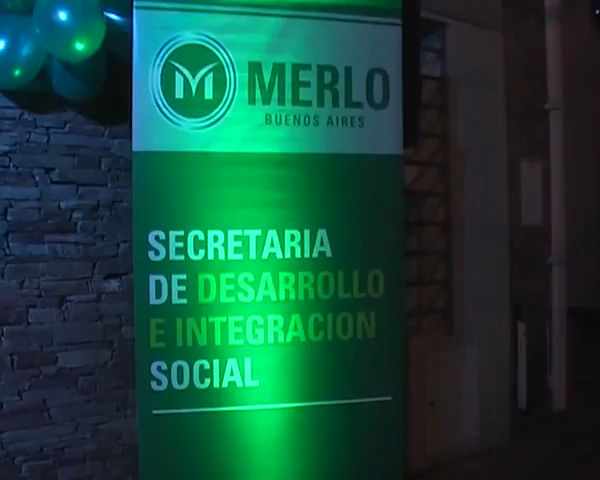 MERLO
BUENOS AIRES
SECRETARIA
DE DESARROLLO
E INTEGRACION
SOCIAL